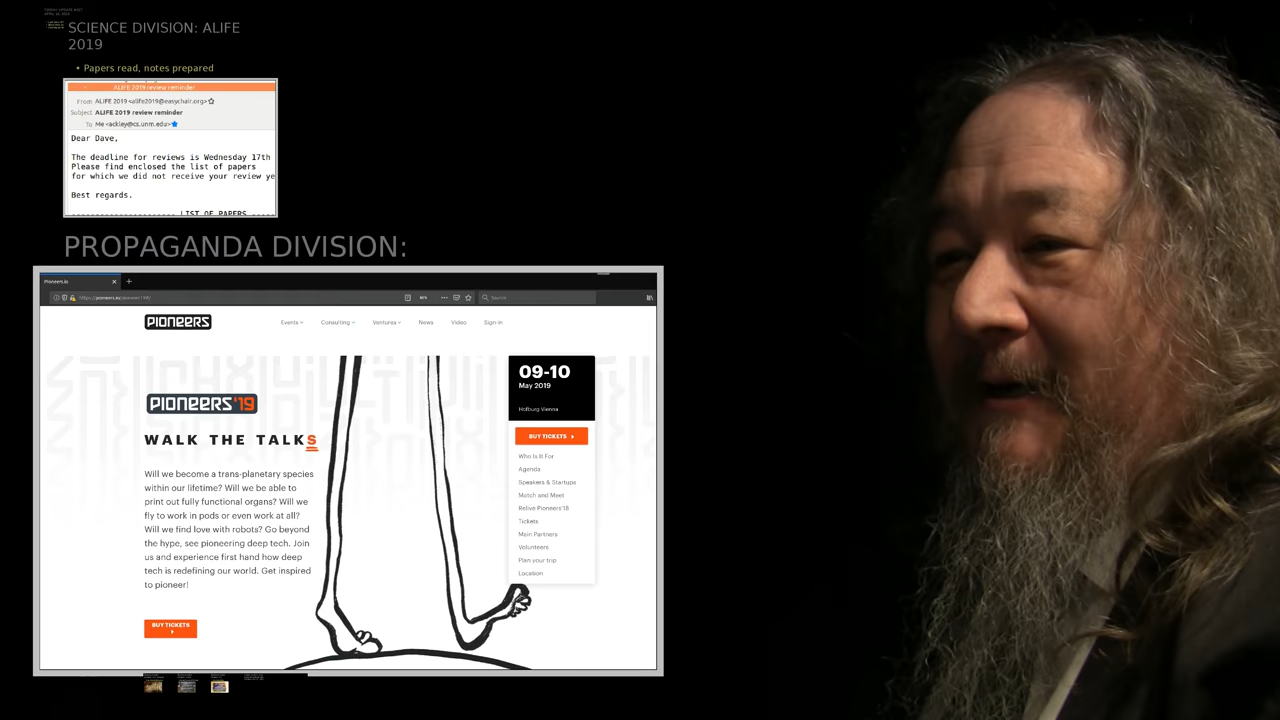 TUESDAY UPDATE #157
APRIL 16, 2019
SCIENCE DIVISION: ALIFE
2019
• Papers read, notes prepared
ALIFE 2019 review reminder
From ALIFE 2019 <alife2019@easychair.org>
Subject ALIFE 2019 review reminder
To Me <ackley@cs.unm.edu>
Dear Dave,
The deadline for reviews is Wednesday 17th
Please find enclosed the list of papers
for which we did not receive your review ye
Best regards.
---------------------- LIST OF PAPERS -----
PROPAGANDA DIVISION:
Pioneers.io
Search
PIONEERS
Events
Consulting
Ventures
News
Video
Sign-in
09-10
May 2019
Hofburg Vienna
PIONEERS'19
WALK THE TALKS
Will we become a trans-planetary species
within our lifetime? Will we be able to
print out fully functional organs? Will we
fly to work in pods or even work at all?
Will we find love with robots? Go beyond
the hype, see pioneering deep tech. Join
us and experience first hand how deep
tech is redefining our world. Get inspired
to pioneer!
BUY TICKETS
BUY TICKETS
Who Is It For
Agenda
Speakers & Startups
Match and Meet
Relive Pioneers'18
Tickets
Main Partners
Volunteers
Plan your trip
Location